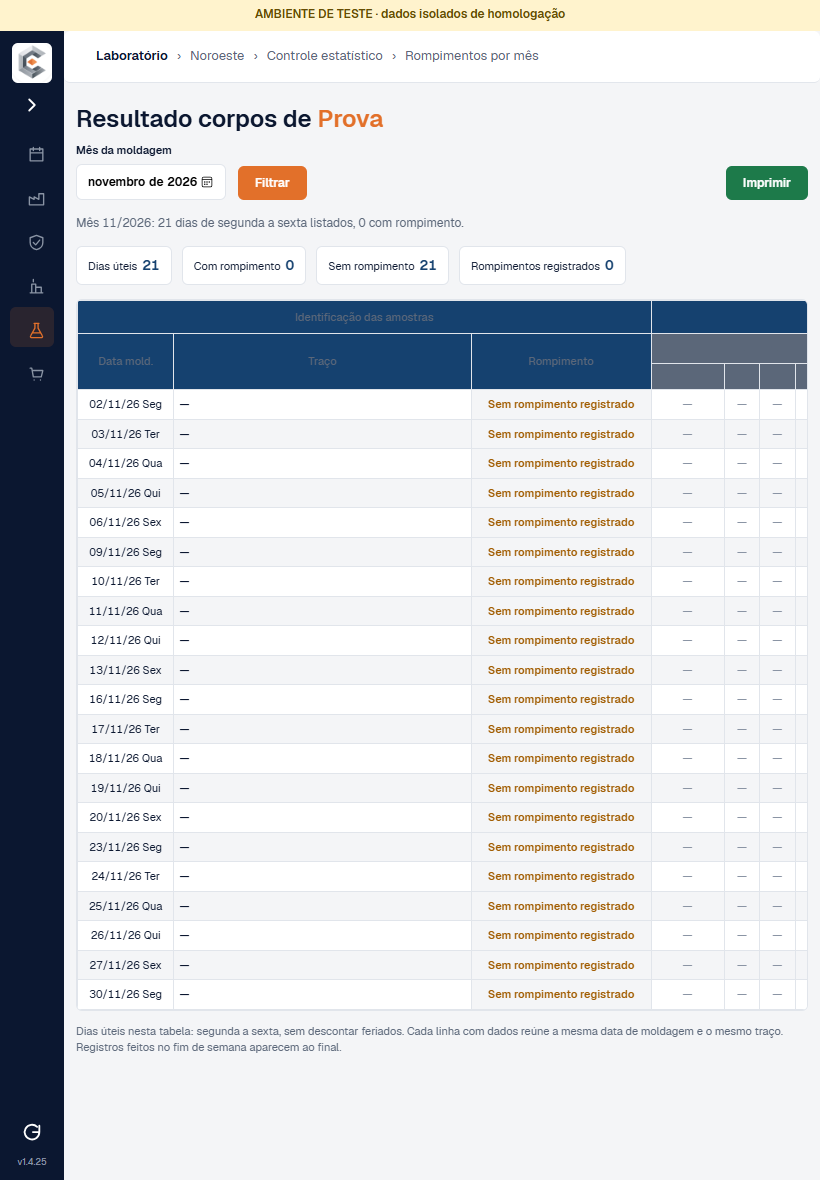 AMBIENTE DE TESTE · dados isolados de homologação
Laboratório › Noroeste › Controle estatístico › Rompimentos por mês
Resultado corpos de Prova
Mês da moldagem
novembro de 2026
Filtrar
Imprimir
Mês 11/2026: 21 dias de segunda a sexta listados, 0 com rompimento.
Dias úteis 21
Com rompimento 0
Sem rompimento 21
Rompimentos registrados 0
Identificação das amostras
Data mold. Traço Rompimento
02/11/26 Seg — Sem rompimento registrado — — —
03/11/26 Ter — Sem rompimento registrado — — —
04/11/26 Qua — Sem rompimento registrado — — —
05/11/26 Qui — Sem rompimento registrado — — —
06/11/26 Sex — Sem rompimento registrado — — —
09/11/26 Seg — Sem rompimento registrado — — —
10/11/26 Ter — Sem rompimento registrado — — —
11/11/26 Qua — Sem rompimento registrado — — —
12/11/26 Qui — Sem rompimento registrado — — —
13/11/26 Sex — Sem rompimento registrado — — —
16/11/26 Seg — Sem rompimento registrado — — —
17/11/26 Ter — Sem rompimento registrado — — —
18/11/26 Qua — Sem rompimento registrado — — —
19/11/26 Qui — Sem rompimento registrado — — —
20/11/26 Sex — Sem rompimento registrado — — —
23/11/26 Seg — Sem rompimento registrado — — —
24/11/26 Ter — Sem rompimento registrado — — —
25/11/26 Qua — Sem rompimento registrado — — —
26/11/26 Qui — Sem rompimento registrado — — —
27/11/26 Sex — Sem rompimento registrado — — —
30/11/26 Seg — Sem rompimento registrado — — —
Dias úteis nesta tabela: segunda a sexta, sem descontar feriados. Cada linha com dados reúne a mesma data de moldagem e o mesmo traço.
Registros feitos no fim de semana aparecem ao final.
v1.4.25